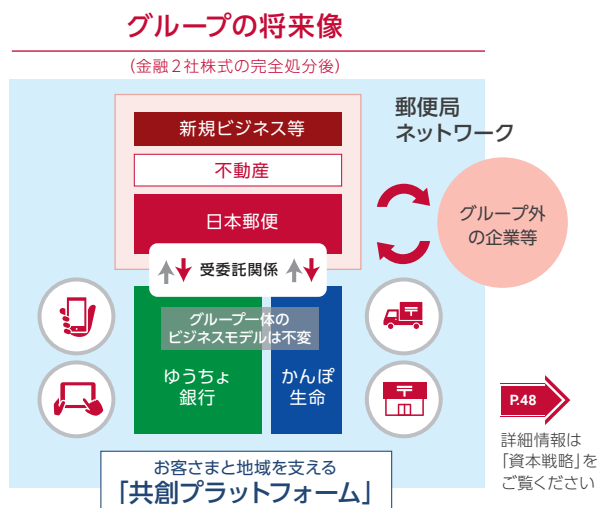 グループの将来像
(金融2社株式の完全処分後)
郵便局
ネットワーク
新規ビジネス等
不動産
日本郵便
グループ外
の企業等
受委託関係
グループ一体の
ビジネスモデルは不変
ゆうちょ
銀行
かんぽ
生命
〒
〒
P.48
詳細情報は
「資本戦略」を
ご覧ください
お客さまと地域を支える
「共創プラットフォーム」